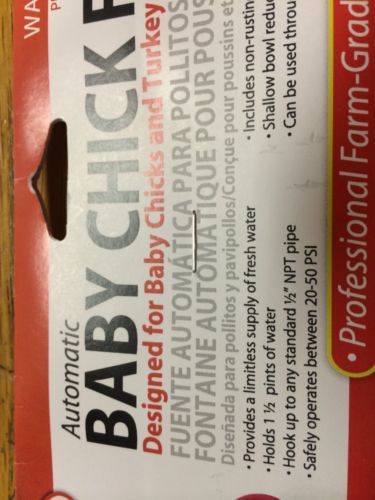 WA
P
Automatic
BABY CHICK F
Designed for Baby Chicks and Turkey
FUENTE AUTOMÁTICA PARA POLLITOS
FONTAINE AUTOMATIQUE POUR POUS
Diseñada para pollitos y pavipollos/Conçue pour poussins et
• Provides a limitless supply of fresh water
• Holds 1 ½ pints of water
• Hook up to any standard ½" NPT pipe
• Safely operates between 20-50 PSI
• Includes non-rustin
• Shallow bowl redu
• Can be used throu
• Professional Farm-Grad